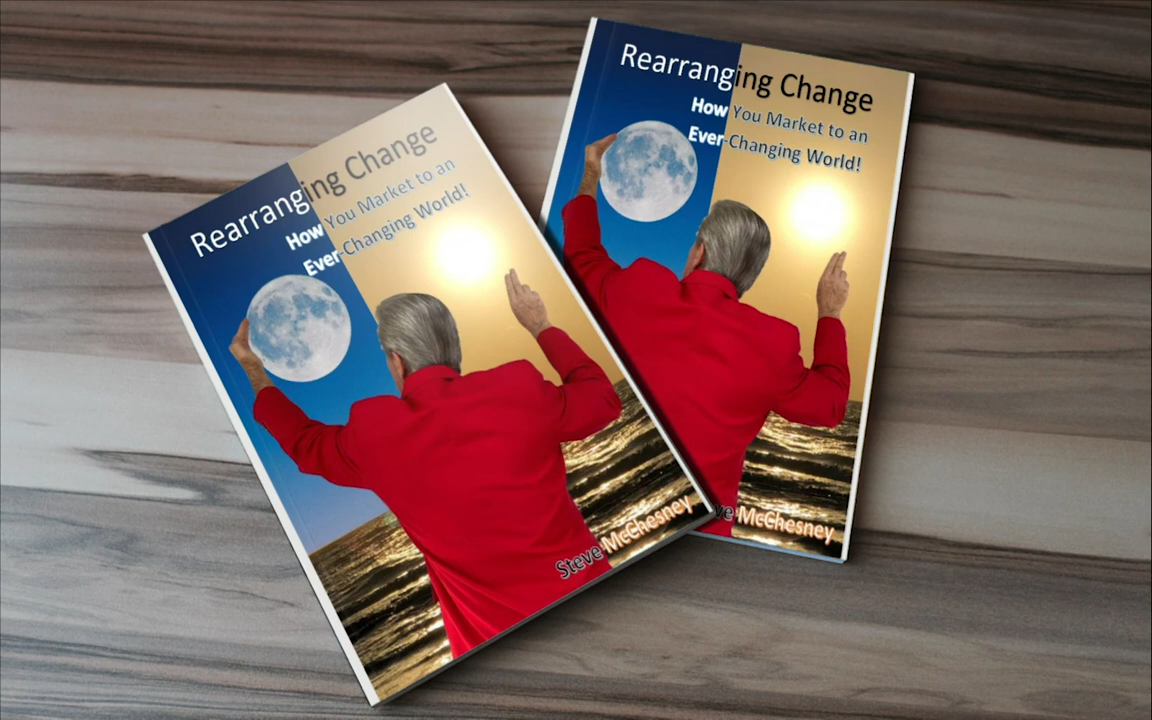 Rearranging Change
How You Market to an
Ever-Changing World!
Steve McChesney
Rearranging Change
How You Market to an
Ever-Changing World!
ve McChesney